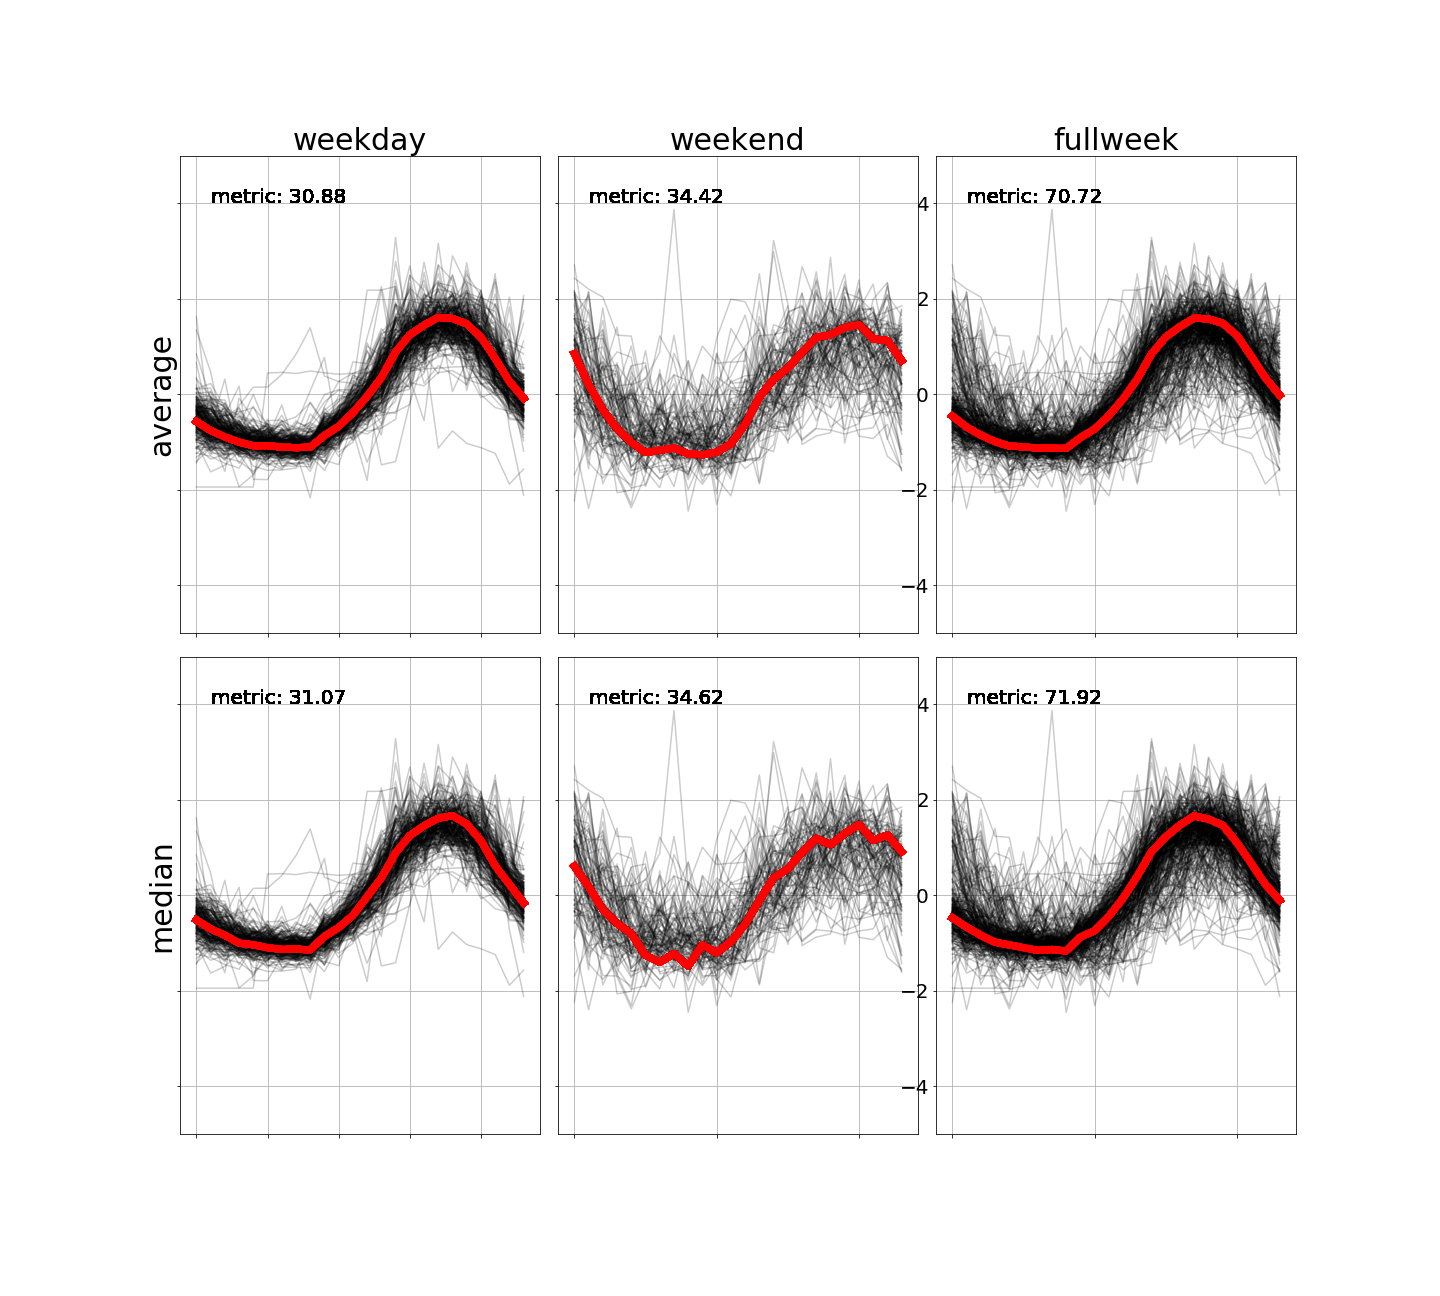 weekday
weekend
fullweek
average
metric: 30.88
metric: 34.42
metric: 70.72
4
2
0
−2
−4
median
metric: 31.07
metric: 34.62
metric: 71.92
4
2
0
−2
−4